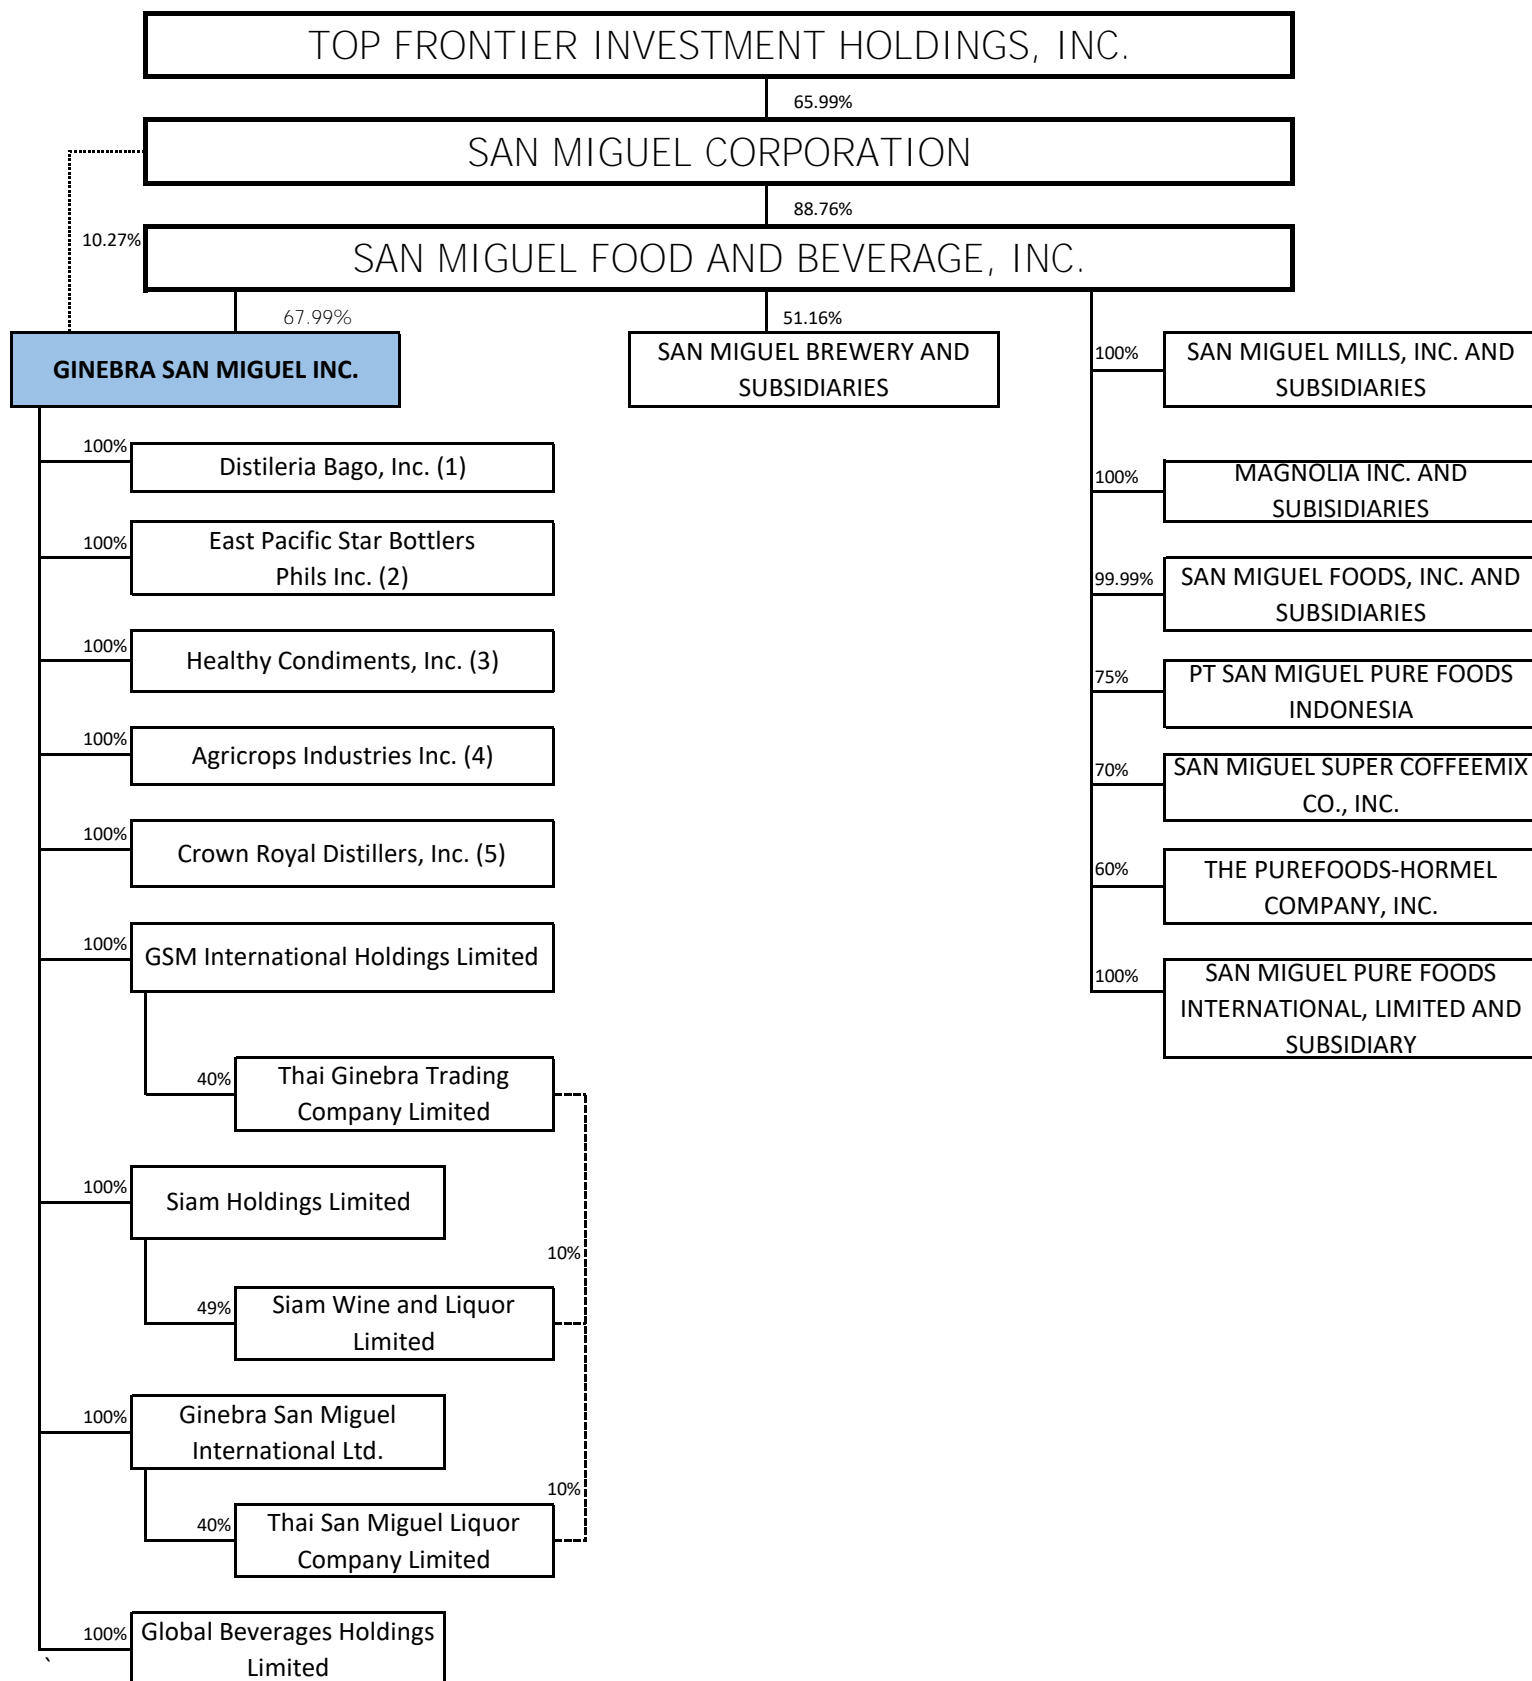 TOP FRONTIER INVESTMENT HOLDINGS, INC.
65.99%
SAN MIGUEL CORPORATION
88.76%
10.27%
SAN MIGUEL FOOD AND BEVERAGE, INC.
67.99%
51.16%
GINEBRA SAN MIGUEL INC.
SAN MIGUEL BREWERY AND
SUBSIDIARIES
100%
SAN MIGUEL MILLS, INC. AND
SUBSIDIARIES
100%
Distileria Bago, Inc. (1)
100%
MAGNOLIA INC. AND
SUBISIDIARIES
100%
East Pacific Star Bottlers
Phils Inc. (2)
99.99%
SAN MIGUEL FOODS, INC. AND
SUBSIDIARIES
100%
Healthy Condiments, Inc. (3)
75%
PT SAN MIGUEL PURE FOODS
INDONESIA
100%
Agricrops Industries Inc. (4)
70%
SAN MIGUEL SUPER COFFEEMIX
CO., INC.
100%
Crown Royal Distillers, Inc. (5)
60%
THE PUREFOODS-HORMEL
COMPANY, INC.
100%
GSM International Holdings Limited
100%
SAN MIGUEL PURE FOODS
INTERNATIONAL, LIMITED AND
SUBSIDIARY
40%
Thai Ginebra Trading
Company Limited
100%
Siam Holdings Limited
10%
49%
Siam Wine and Liquor
Limited
100%
Ginebra San Miguel
International Ltd.
10%
40%
Thai San Miguel Liquor
Company Limited
100%
Global Beverages Holdings
Limited
`